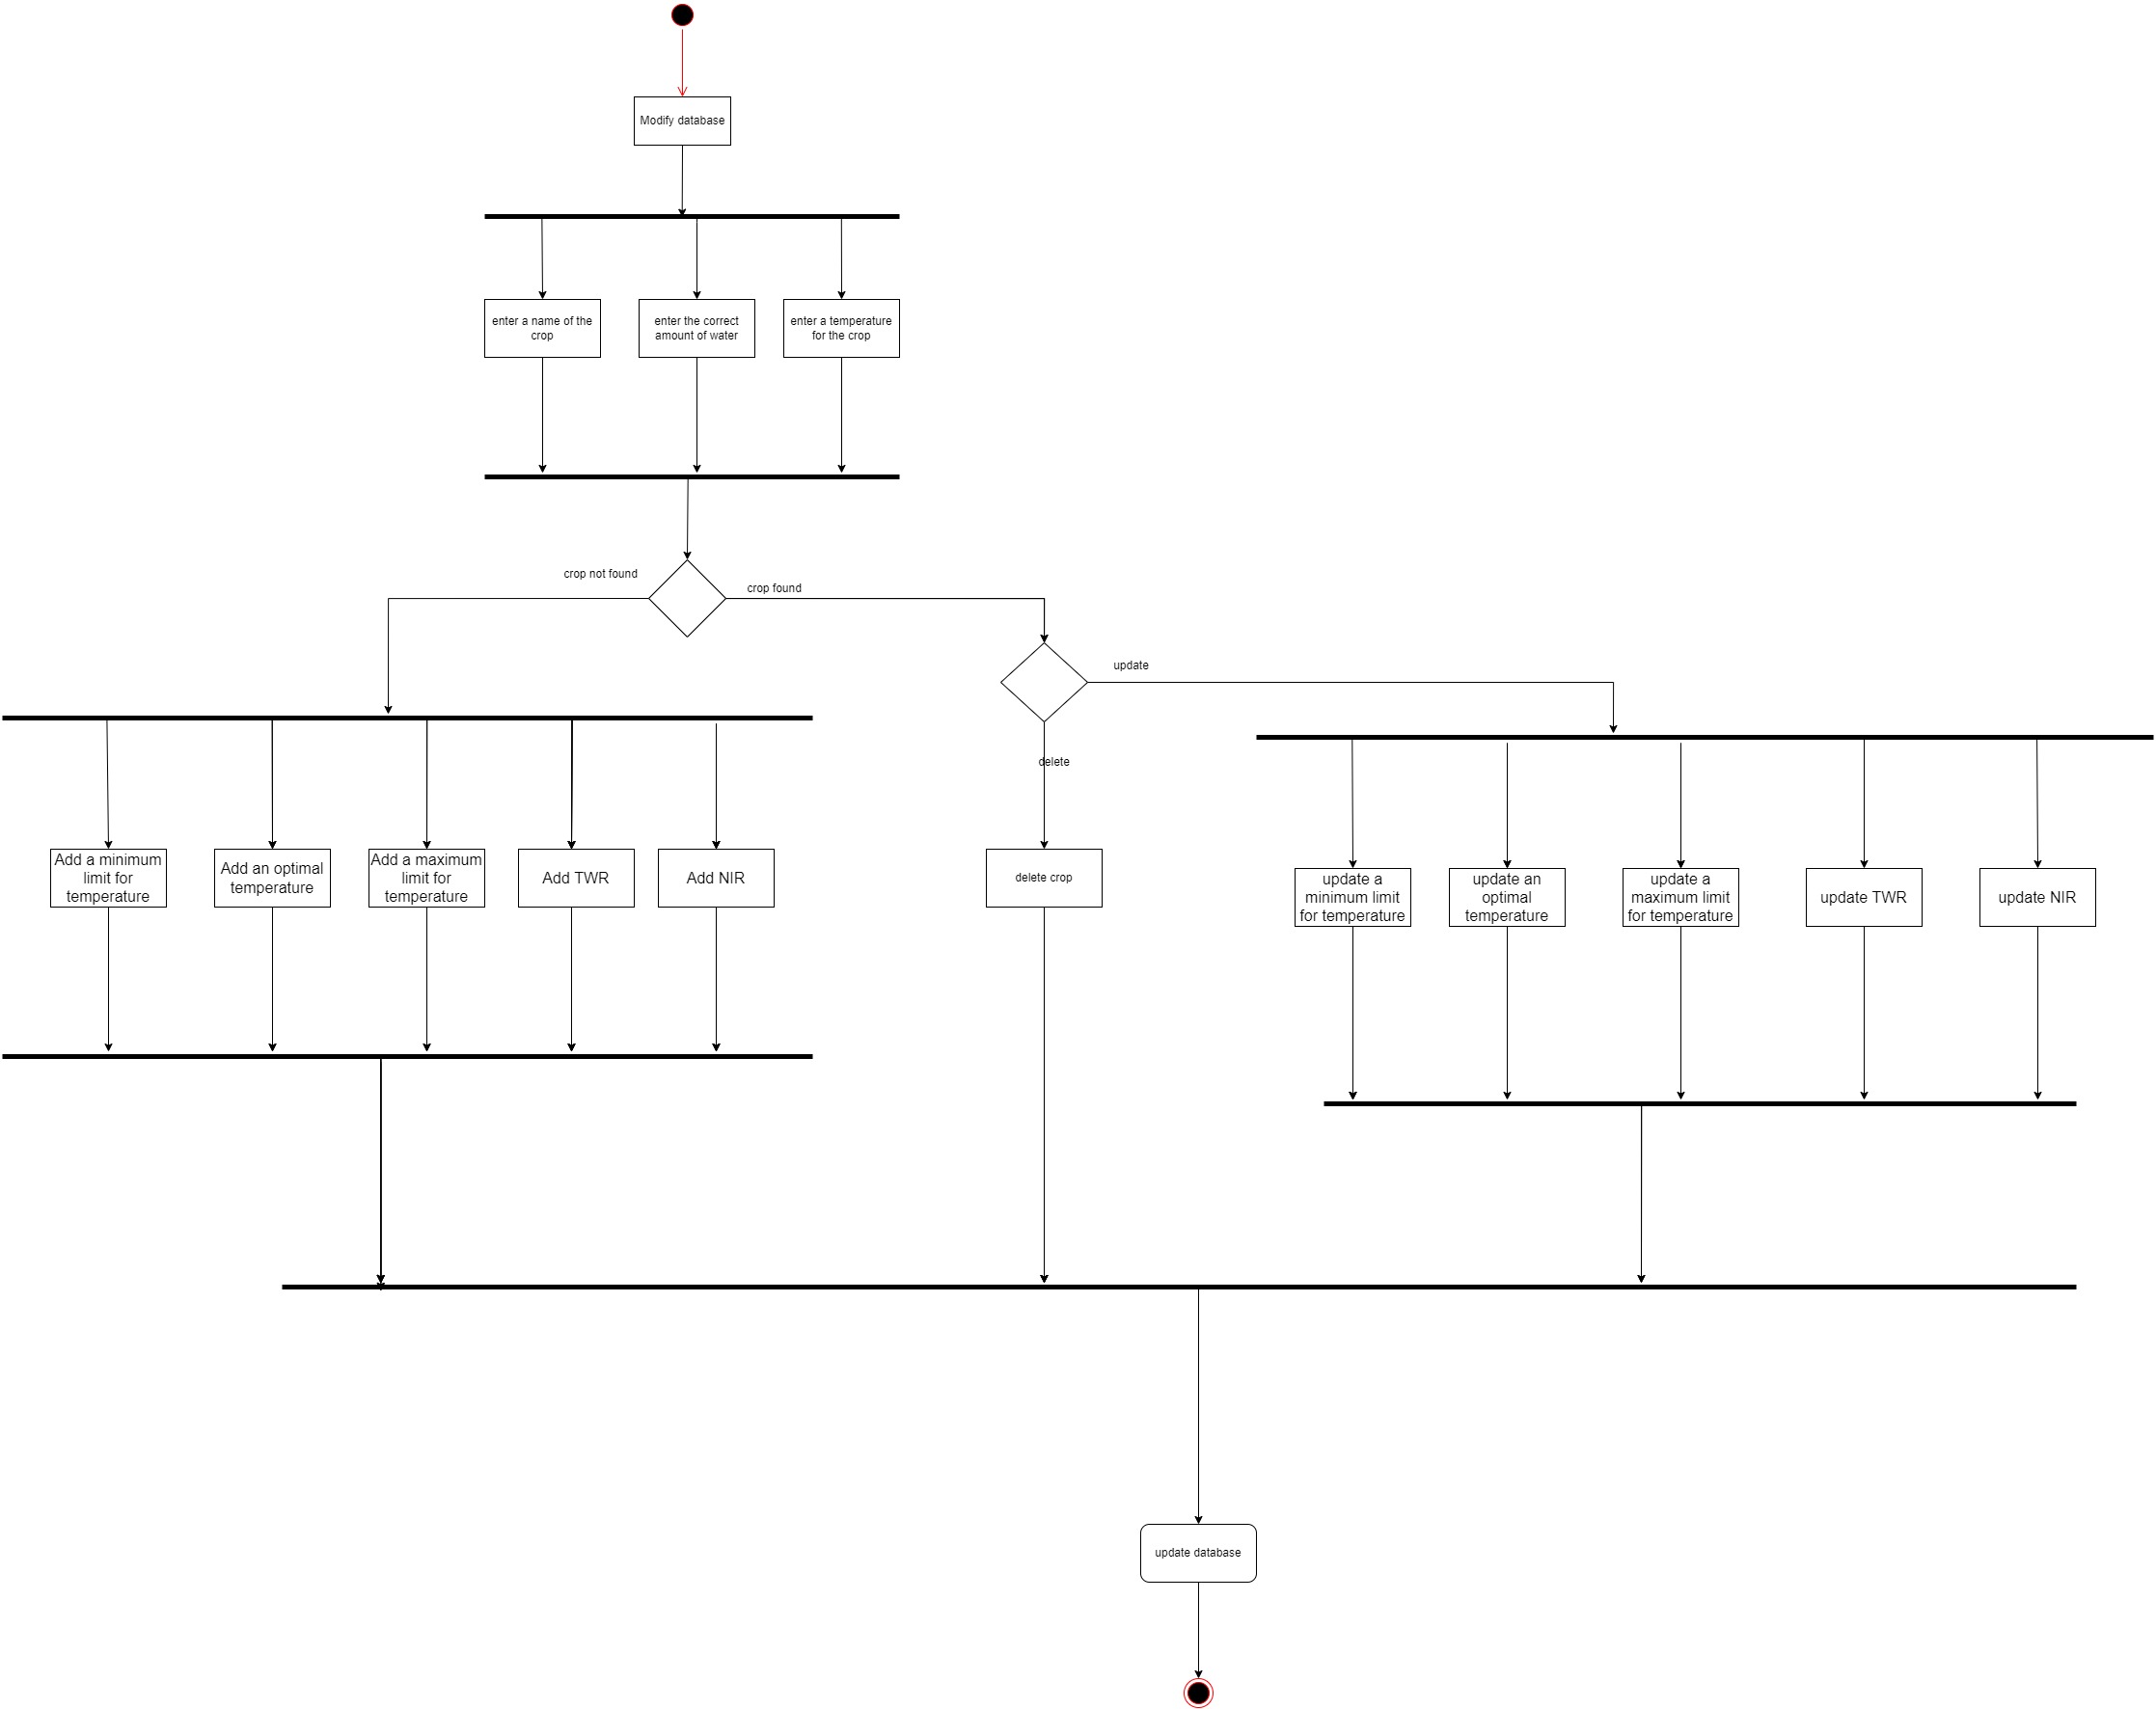 Modify database
enter a name of the
crop
enter the correct
amount of water
enter a temperature
for the crop
crop not found
crop found
update
delete
Add a minimum
limit for
temperature
Add an optimal
temperature
Add a maximum
limit for
temperature
Add TWR
Add NIR
delete crop
update a
minimum limit
for temperature
update an
optimal
temperature
update a
maximum limit
for temperature
update TWR
update NIR
update database